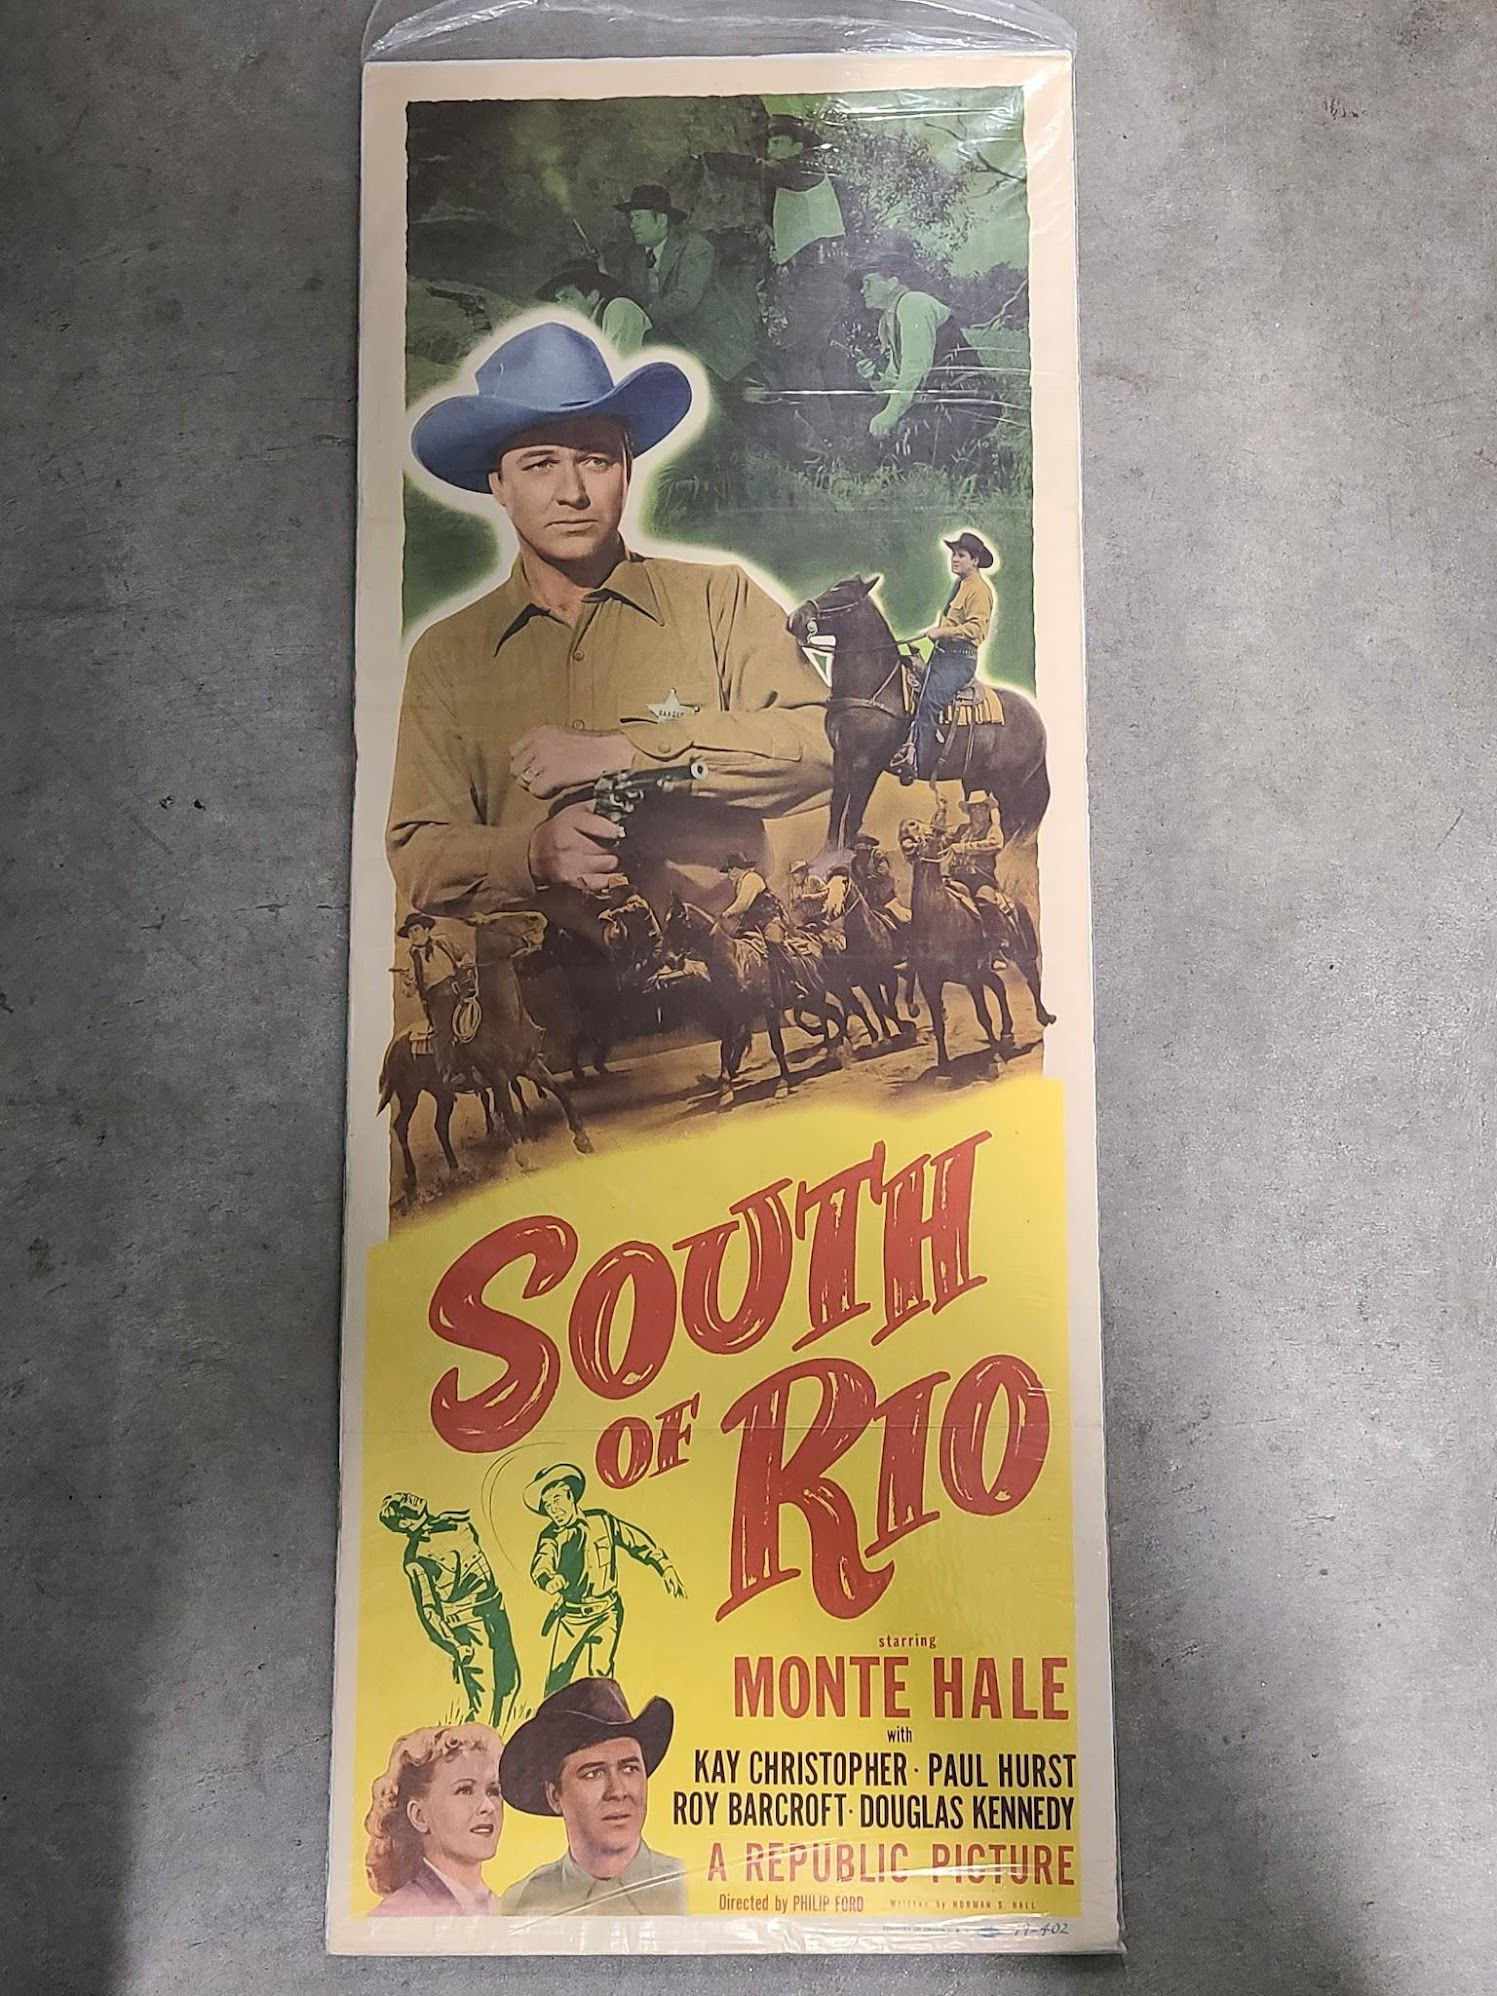 RANGER
SOUTH
OF RIO
starring
MONTE HALE
with
KAY CHRISTOPHER · PAUL HURST
ROY BARCROFT · DOUGLAS KENNEDY
A REPUBLIC PICTURE
Directed by PHILIP FORD Written by NORMAN S. HALL